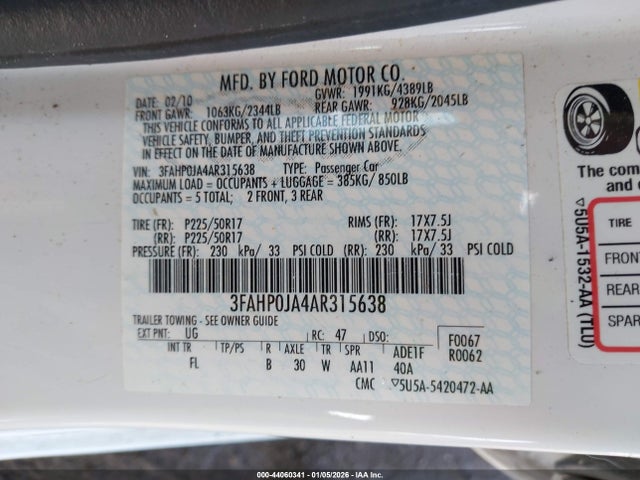 MFD. BY FORD MOTOR CO.
DATE: 02/10 GVWR: 1991KG/4389LB
FRONT GAWR: 1063KG/2344LB REAR GAWR: 928KG/2045LB
THIS VEHICLE CONFORMS TO ALL APPLICABLE FEDERAL MOTOR
VEHICLE SAFETY, BUMPER, AND THEFT PREVENTION STANDARDS
IN EFFECT ON THE DATE OF MANUFACTURE SHOWN ABOVE.
VIN: 3FAHP0JA4AR315638 TYPE: Passenger Car
MAXIMUM LOAD = OCCUPANTS + LUGGAGE = 385KG/850LB
OCCUPANTS = 5 TOTAL; 2 FRONT, 3 REAR
TIRE (FR): P225/50R17 RIMS (FR): 17X7.5J
(RR): P225/50R17 (RR): 17X7.5J
PRESSURE (FR): 230 kPa/ 33 PSI COLD (RR): 230 kPa/ 33 PSI COLD
3FAHP0JA4AR315638
TRAILER TOWING - SEE OWNER GUIDE
EXT PNT: UG RC: 47 DSO: F0067
INT TR TP/PS R AXLE TR SPR ADE1F R0062
FL B 30 W AA11 40A
CMC ▽5U5A-5420472-AA
▽5U5A-1532-AA (TLU)
The com
and c
TIRE
FRONT
REAR
SPAR
000-44060341 - 01/05/2026 - IAA Inc.